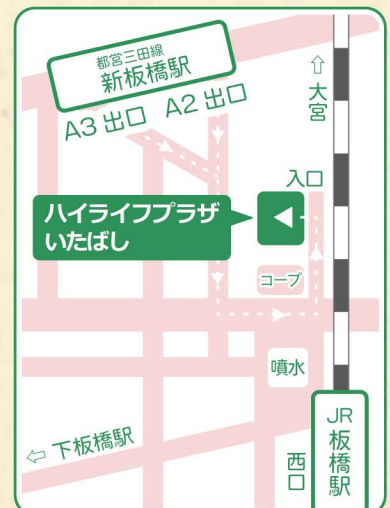 都営三田線
新板橋駅
A3 出口 A2 出口
⇧
大宮
入口
ハイライフプラザ
いたばし
コープ
噴水
⇦ 下板橋駅
西口
JR
板橋駅